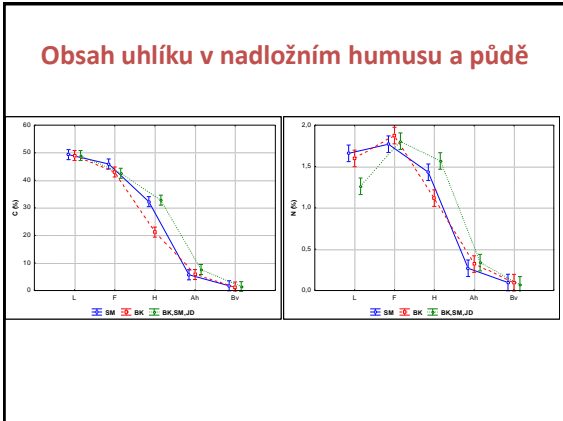 Obsah uhlíku v nadložním humusu a půdě
60
50
40
30
20
10
0
C (%)
L F H Ah Bv
SM BK BK,SM,JD
2,0
1,5
1,0
0,5
0,0
N (%)
L F H Ah Bv
SM BK BK,SM,JD